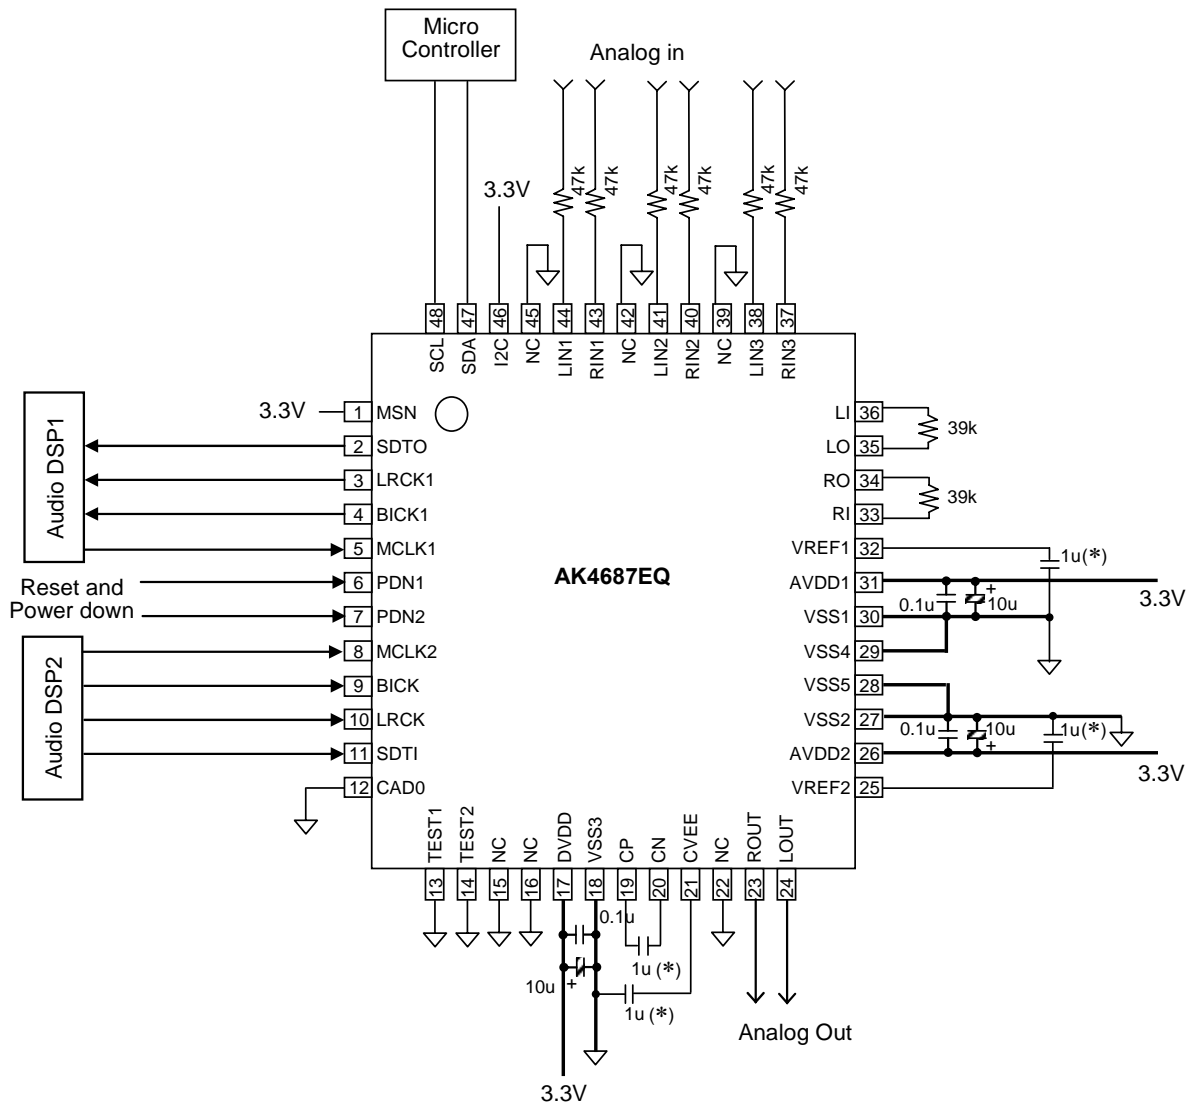 Micro
Controller
Analog in
47k
47k
47k
47k
47k
47k
3.3V
48
47
46
45
44
43
42
41
40
39
38
37
SCL
SDA
I2C
NC
LIN1
RIN1
NC
LIN2
RIN2
NC
LIN3
RIN3
Audio DSP1
3.3V
1 MSN
2 SDTO
3 LRCK1
4 BICK1
5 MCLK1
Reset and
Power down
6 PDN1
7 PDN2
Audio DSP2
8 MCLK2
9 BICK
10 LRCK
11 SDTI
12 CAD0
AK4687EQ
LI 36
LO 35
39k
RO 34
RI 33
39k
VREF1 32
1u(*)
AVDD1 31
3.3V
0.1u
+
10u
VSS1 30
VSS4 29
VSS5 28
VSS2 27
0.1u
10u
+
1u(*)
AVDD2 26
3.3V
VREF2 25
TEST1
TEST2
NC
NC
DVDD
VSS3
CP
CN
CVEE
NC
ROUT
LOUT
13
14
15
16
17
18
19
20
21
22
23
24
0.1u
1u (*)
10u
+
1u (*)
Analog Out
3.3V